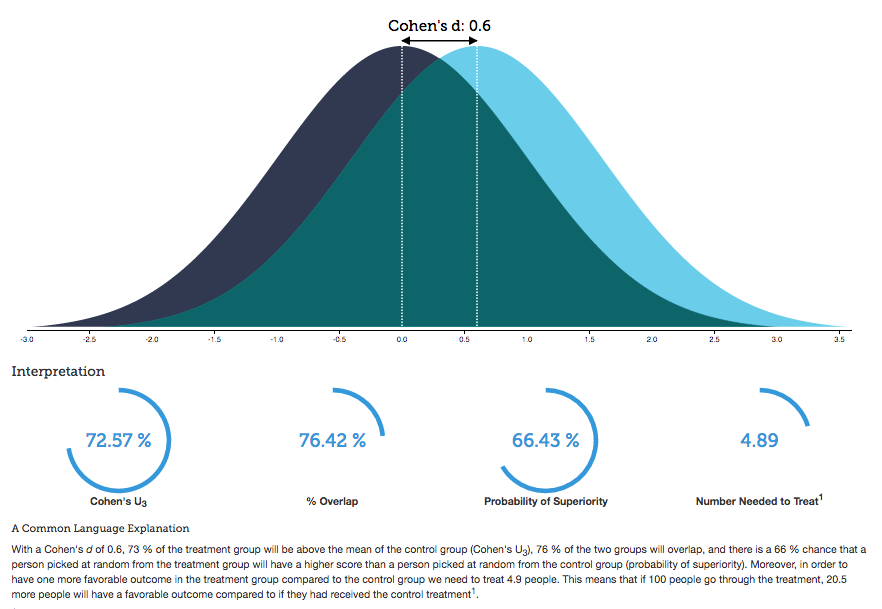 Cohen's d: 0.6
-3.0 -2.5 -2.0 -1.5 -1.0 -0.5 0.0 0.5 1.0 1.5 2.0 2.5 3.0 3.5
Interpretation
72.57 % 76.42 % 66.43 % 4.89
Cohen's U3 % Overlap Probability of Superiority Number Needed to Treat1
A Common Language Explanation
With a Cohen's d of 0.6, 73 % of the treatment group will be above the mean of the control group (Cohen's U3), 76 % of the two groups will overlap, and there is a 66 % chance that a
person picked at random from the treatment group will have a higher score than a person picked at random from the control group (probability of superiority). Moreover, in order to
have one more favorable outcome in the treatment group compared to the control group we need to treat 4.9 people. This means that if 100 people go through the treatment, 20.5
more people will have a favorable outcome compared to if they had received the control treatment1.